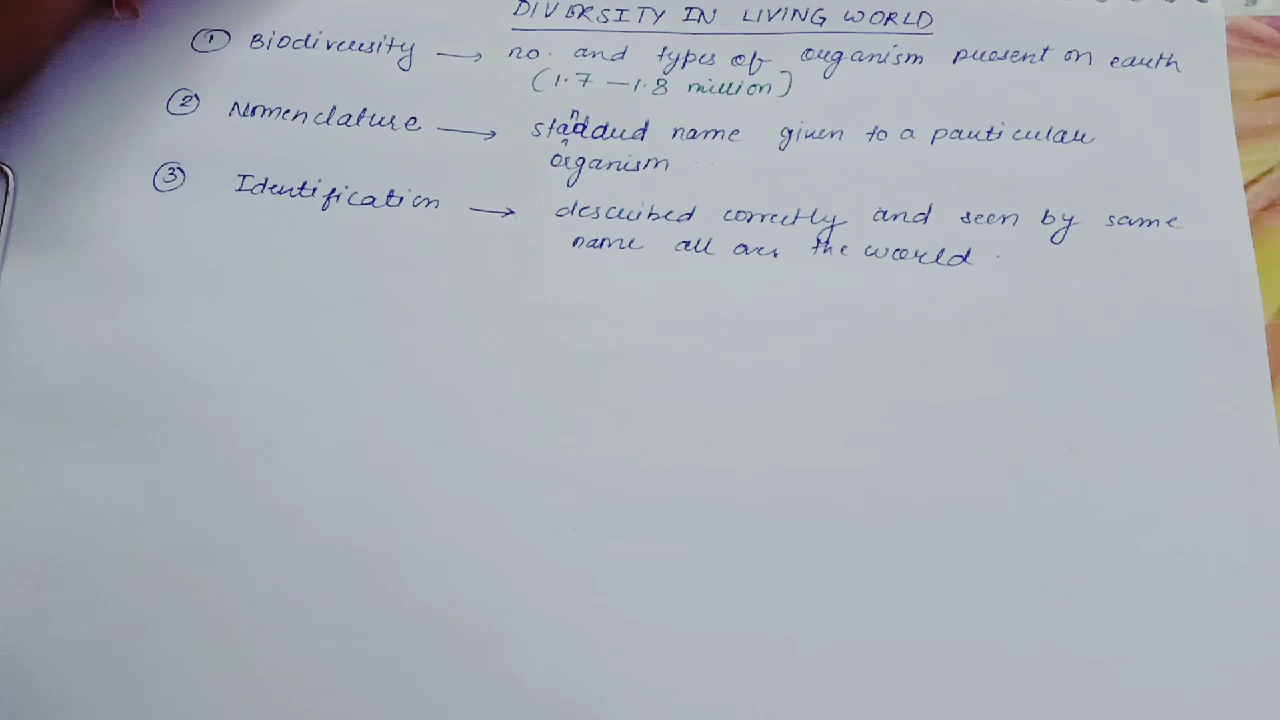 DIVERSITY IN LIVING WORLD
① Biodiversity → no. and types of organism present on earth
(1.7 – 1.8 million)
② Nomenclature → standard name given to a particular
organism
③ Identification → described correctly and seen by same
name all over the world.